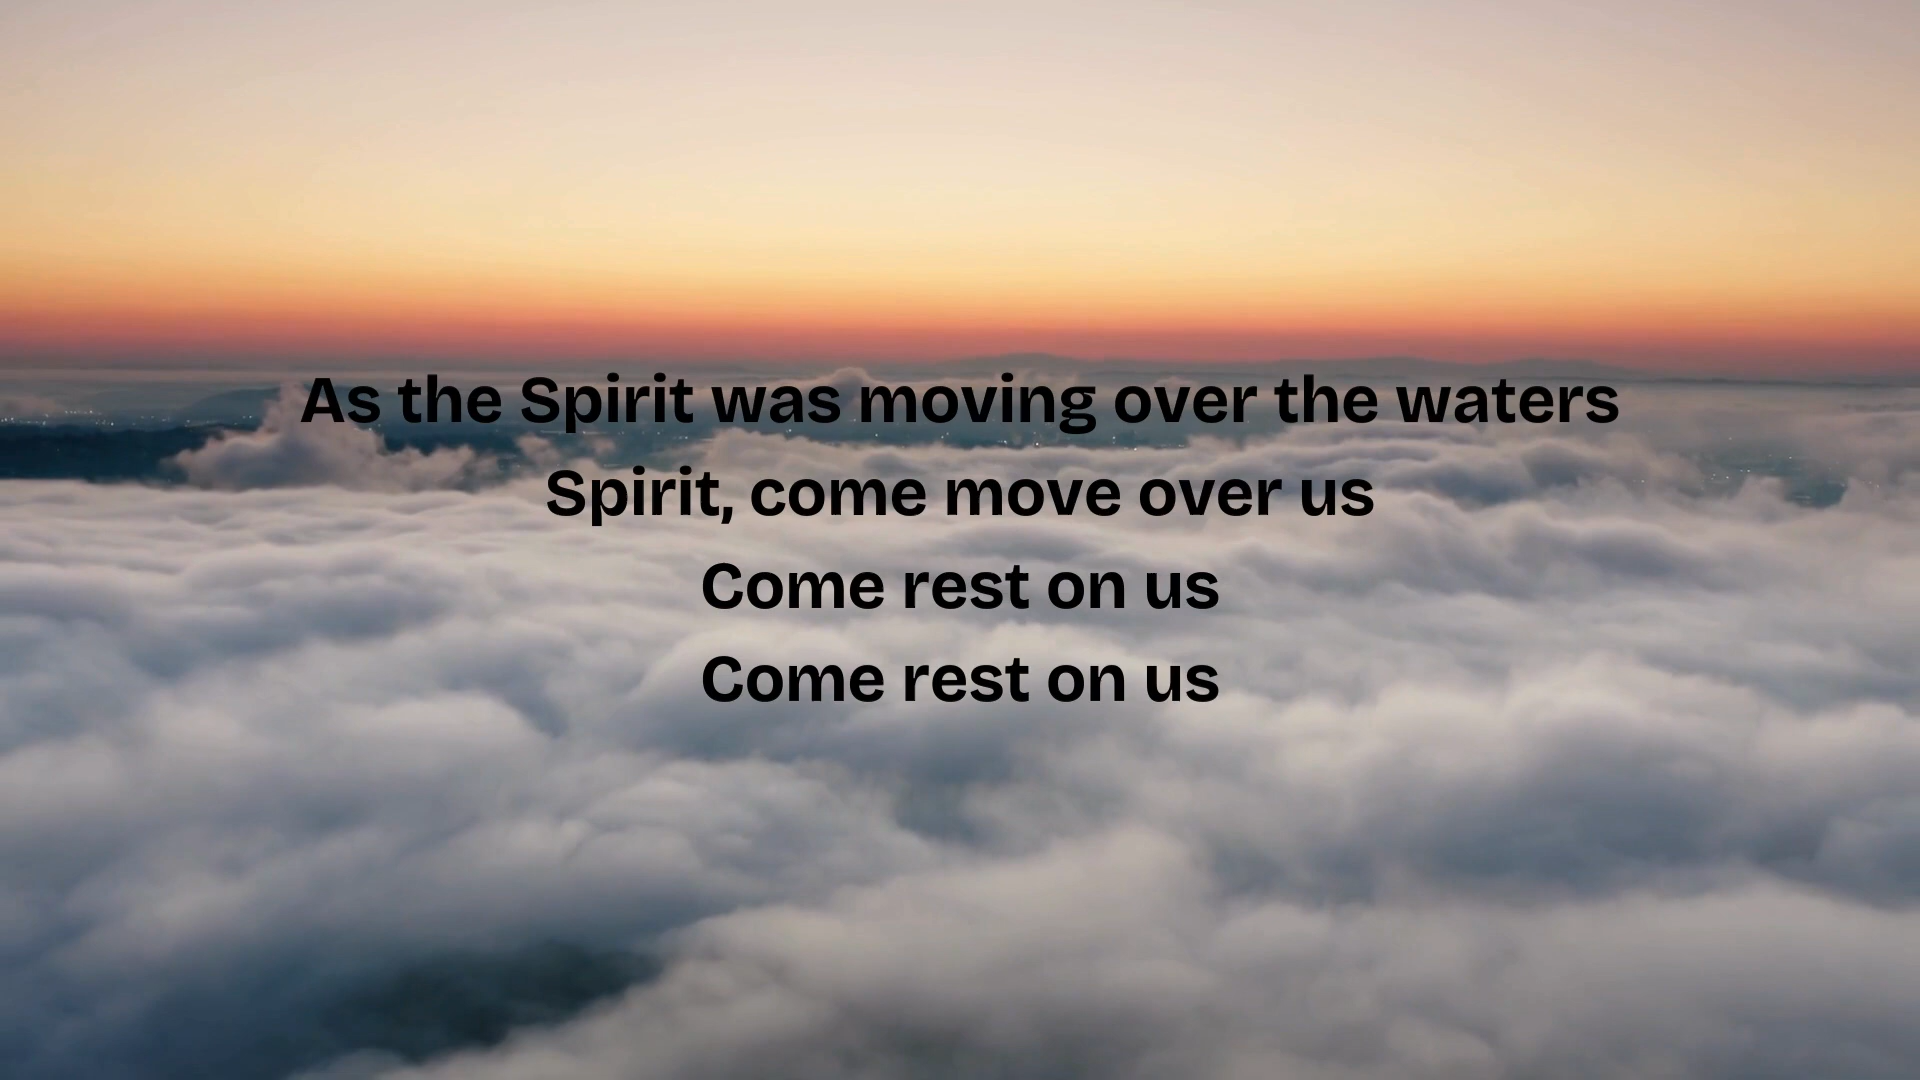 As the Spirit was moving over the waters
Spirit, come move over us
Come rest on us
Come rest on us